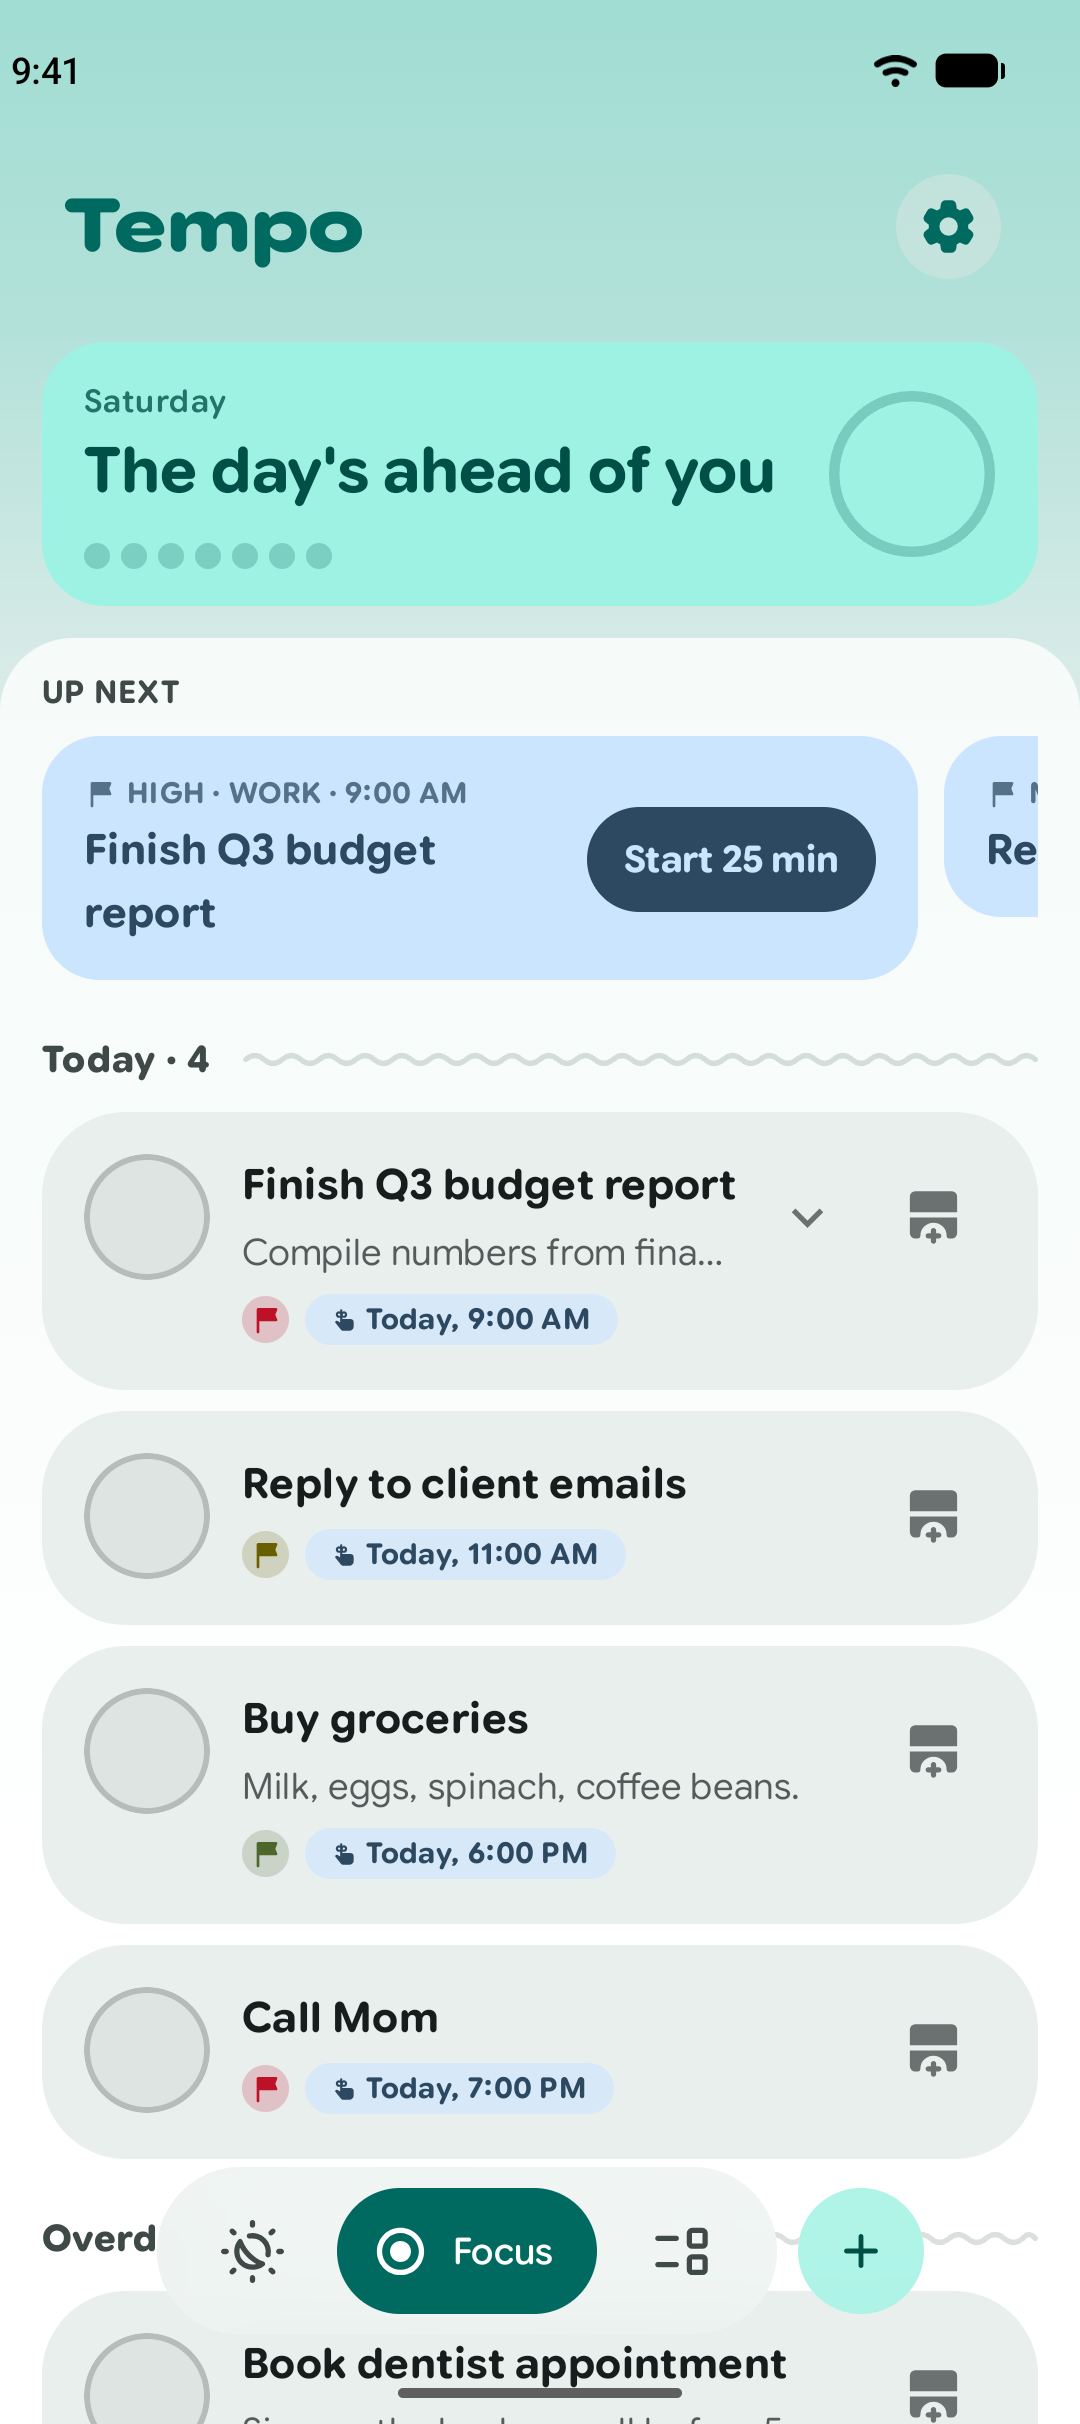 9:41
Tempo
Saturday
The day's ahead of you
UP NEXT
HIGH · WORK · 9:00 AM
Finish Q3 budget
report
Start 25 min
Re
Today · 4
Finish Q3 budget report
Compile numbers from fina...
Today, 9:00 AM
Reply to client emails
Today, 11:00 AM
Buy groceries
Milk, eggs, spinach, coffee beans.
Today, 6:00 PM
Call Mom
Today, 7:00 PM
Overd
Focus
Book dentist appointment